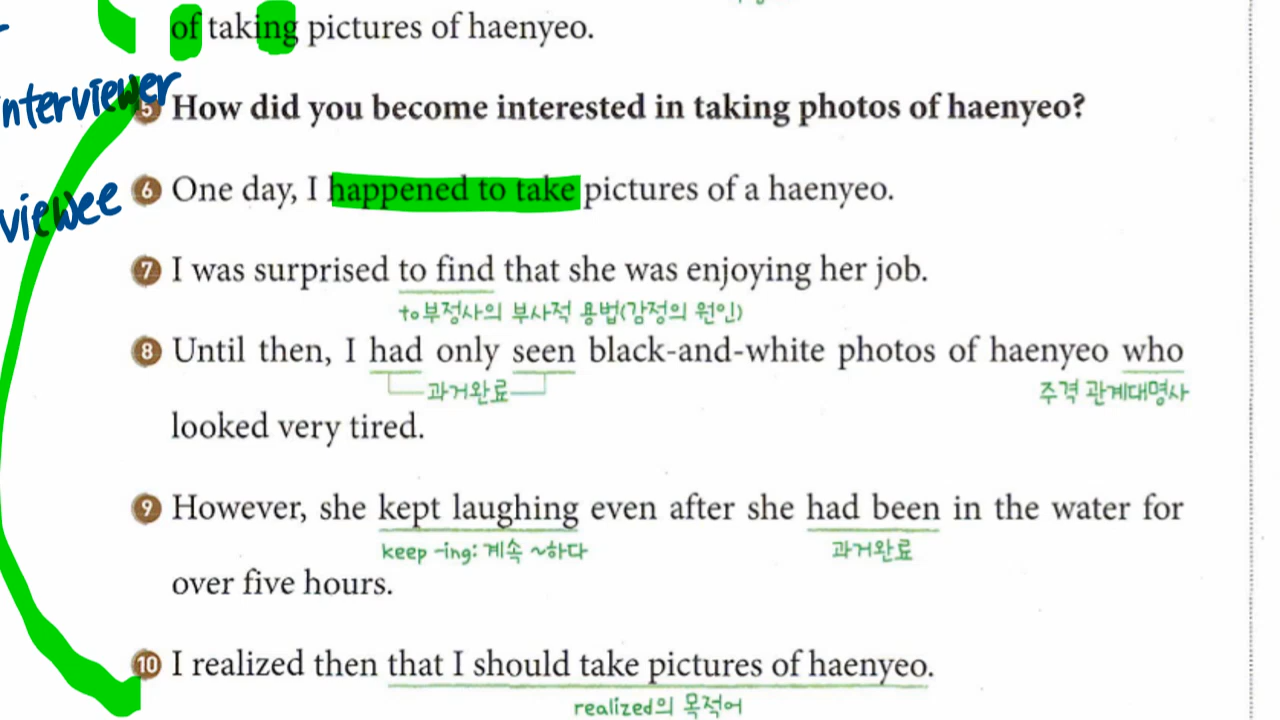 of taking pictures of haenyeo.
interviewer
5 How did you become interested in taking photos of haenyeo?
viewee
6 One day, I happened to take pictures of a haenyeo.
7 I was surprised to find that she was enjoying her job.
to부정사의 부사적 용법(감정의 원인)
8 Until then, I had only seen black-and-white photos of haenyeo who
과거완료
주격 관계대명사
looked very tired.
9 However, she kept laughing even after she had been in the water for
keep -ing: 계속 ~하다
과거완료
over five hours.
10 I realized then that I should take pictures of haenyeo.
realized의 목적어